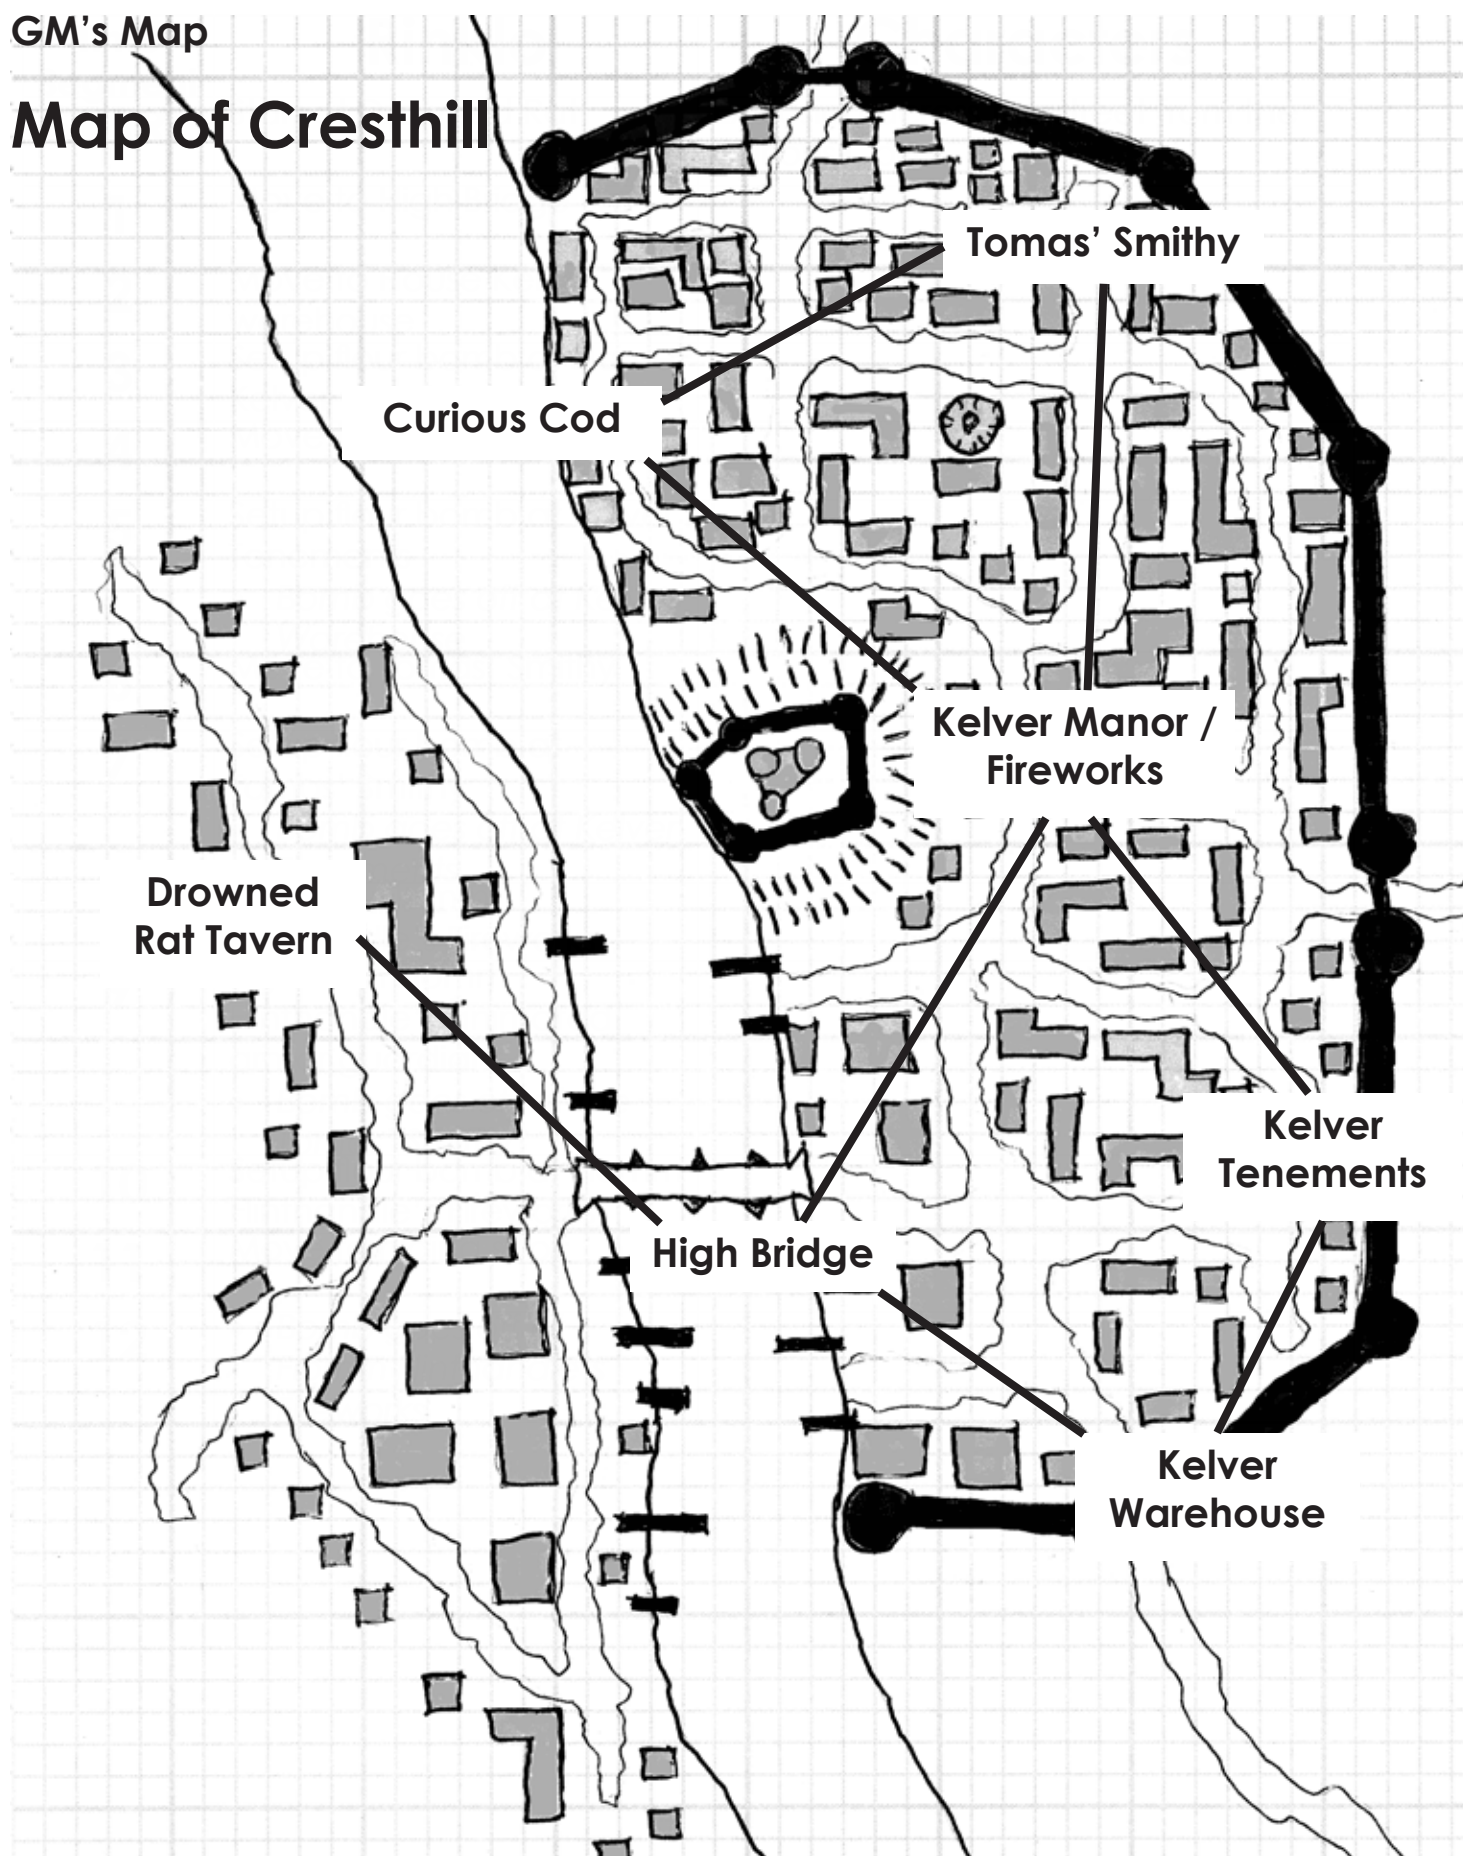 GM's Map
Map of Cresthill
Tomas' Smithy
Curious Cod
Kelver Manor /
Fireworks
Drowned
Rat Tavern
Kelver
Tenements
High Bridge
Kelver
Warehouse